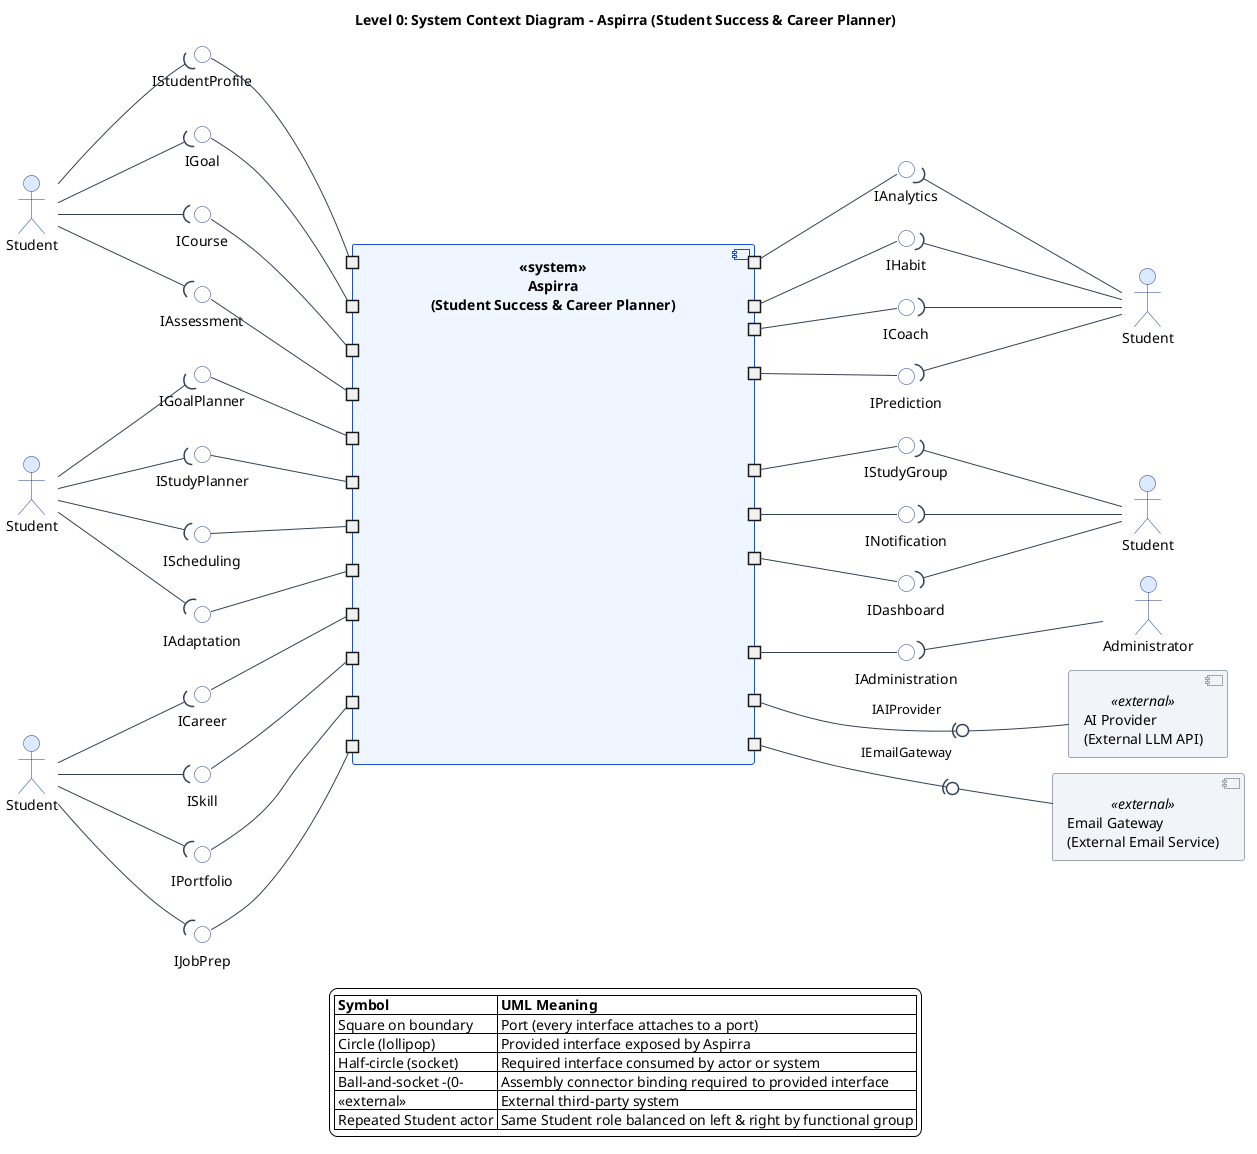 Level 0: System Context Diagram - Aspirra (Student Success & Career Planner)
IStudentProfile
IGoal
ICourse
IAssessment
Student
IGoalPlanner
IStudyPlanner
IScheduling
IAdaptation
Student
ICareer
ISkill
IPortfolio
IJobPrep
Student
«system»
Aspirra
(Student Success & Career Planner)
IAnalytics
IHabit
ICoach
IPrediction
Student
IStudyGroup
INotification
IDashboard
Student
IAdministration
Administrator
IAIProvider
«external»
AI Provider
(External LLM API)
IEmailGateway
«external»
Email Gateway
(External Email Service)
Symbol UML Meaning
Square on boundary Port (every interface attaches to a port)
Circle (lollipop) Provided interface exposed by Aspirra
Half-circle (socket) Required interface consumed by actor or system
Ball-and-socket -(0- Assembly connector binding required to provided interface
«external» External third-party system
Repeated Student actor Same Student role balanced on left & right by functional group